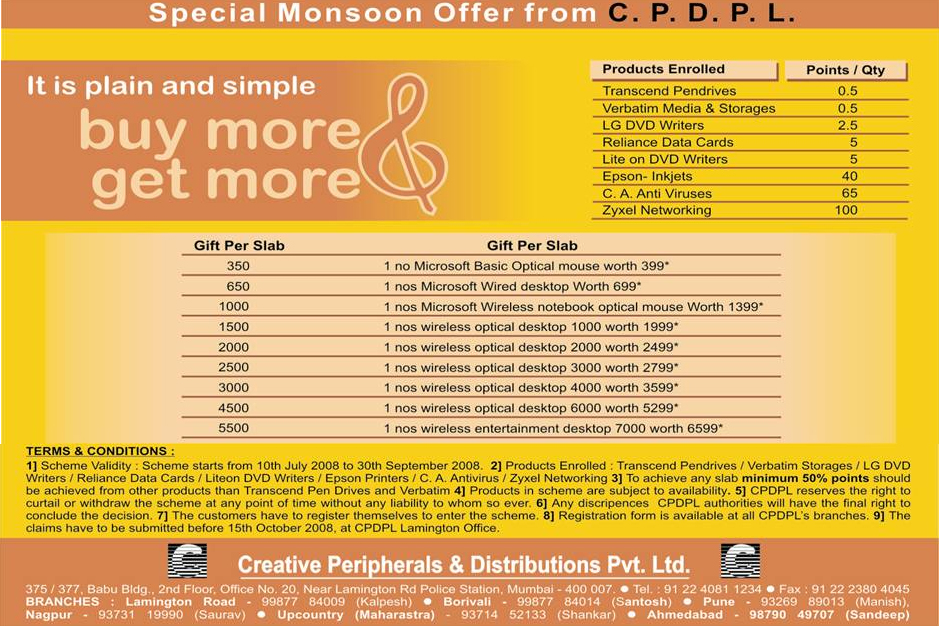 Special Monsoon Offer from C. P. D. P. L.
It is plain and simple
buy more
get more
Products Enrolled Points / Qty
Transcend Pendrives 0.5
Verbatim Media & Storages 0.5
LG DVD Writers 2.5
Reliance Data Cards 5
Lite on DVD Writers 5
Epson- Inkjets 40
C. A. Anti Viruses 65
Zyxel Networking 100
Gift Per Slab Gift Per Slab
350 1 no Microsoft Basic Optical mouse worth 399*
650 1 nos Microsoft Wired desktop Worth 699*
1000 1 nos Microsoft Wireless notebook optical mouse Worth 1399*
1500 1 nos wireless optical desktop 1000 worth 1999*
2000 1 nos wireless optical desktop 2000 worth 2499*
2500 1 nos wireless optical desktop 3000 worth 2799*
3000 1 nos wireless optical desktop 4000 worth 3599*
4500 1 nos wireless optical desktop 6000 worth 5299*
5500 1 nos wireless entertainment desktop 7000 worth 6599*
TERMS & CONDITIONS :
1] Scheme Validity : Scheme starts from 10th July 2008 to 30th September 2008. 2] Products Enrolled : Transcend Pendrives / Verbatim Storages / LG DVD
Writers / Reliance Data Cards / Liteon DVD Writers / Epson Printers / C. A. Antivirus / Zyxel Networking 3] To achieve any slab minimum 50% points should
be achieved from other products than Transcend Pen Drives and Verbatim 4] Products in scheme are subject to availability. 5] CPDPL reserves the right to
curtail or withdraw the scheme at any point of time without any liability to whom so ever. 6] Any discripences CPDPL authorities will have the final right to
conclude the decision. 7] The customers have to register themselves to enter the scheme. 8] Registration form is available at all CPDPL's branches. 9] The
claims have to be submitted before 15th October 2008, at CPDPL Lamington Office.
Creative Peripherals & Distributions Pvt. Ltd.
375 / 377, Babu Bldg., 2nd Floor, Office No. 20, Near Lamington Rd Police Station, Mumbai - 400 007. ● Tel. : 91 22 4081 1234 ● Fax : 91 22 2380 4045
BRANCHES : Lamington Road - 99877 84009 (Kalpesh) ● Borivali - 99877 84014 (Santosh) ● Pune - 93269 89013 (Manish),
Nagpur - 93731 19990 (Saurav) ● Upcountry (Maharastra) - 93714 52133 (Shankar) ● Ahmedabad - 98790 49707 (Sandeep)